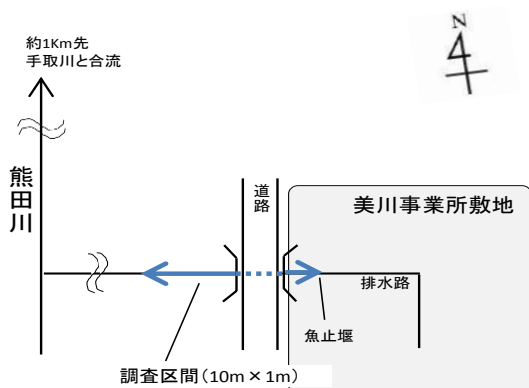 約1Km先
手取川と合流
N
熊田川
道路
美川事業所敷地
排水路
魚止堰
調査区間(10m×1m)